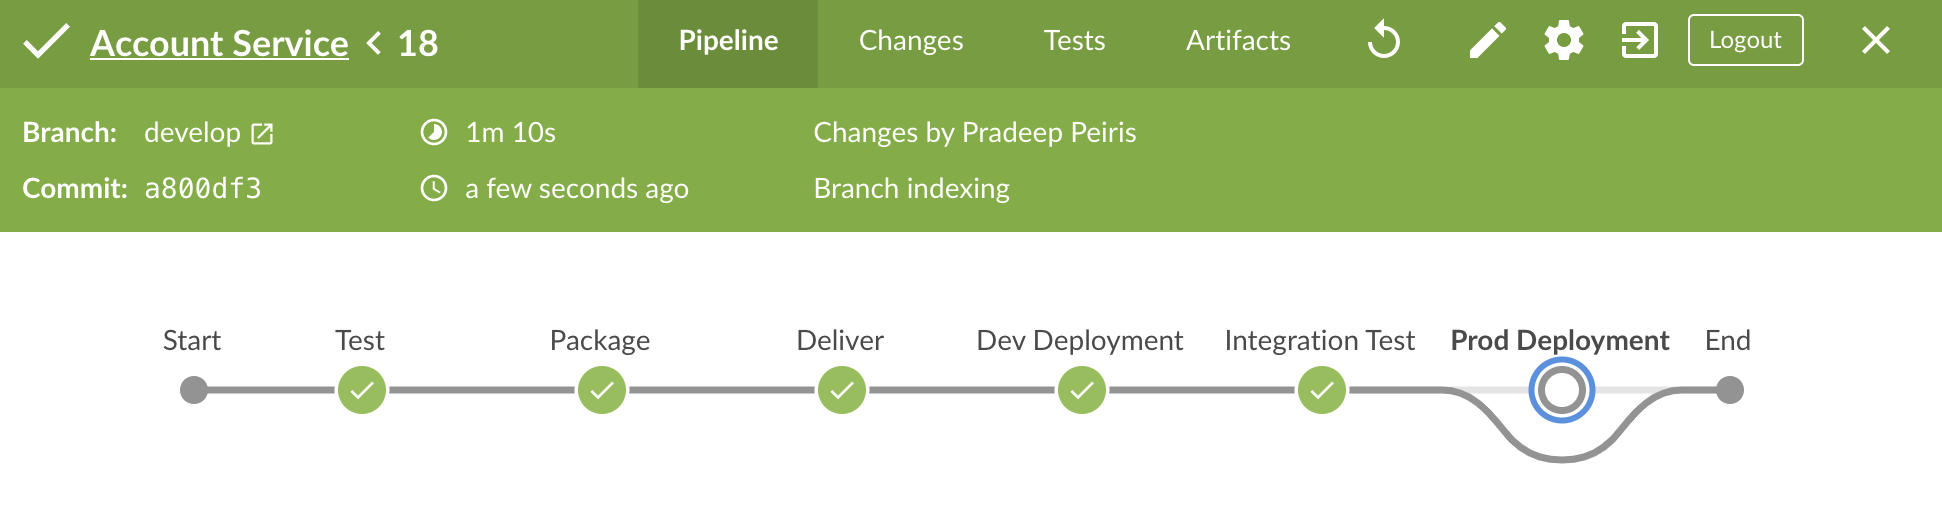 Account Service < 18 Pipeline Changes Tests Artifacts Logout
Branch: develop 1m 10s Changes by Pradeep Peiris
Commit: a800df3 a few seconds ago Branch indexing
Start Test Package Deliver Dev Deployment Integration Test Prod Deployment End